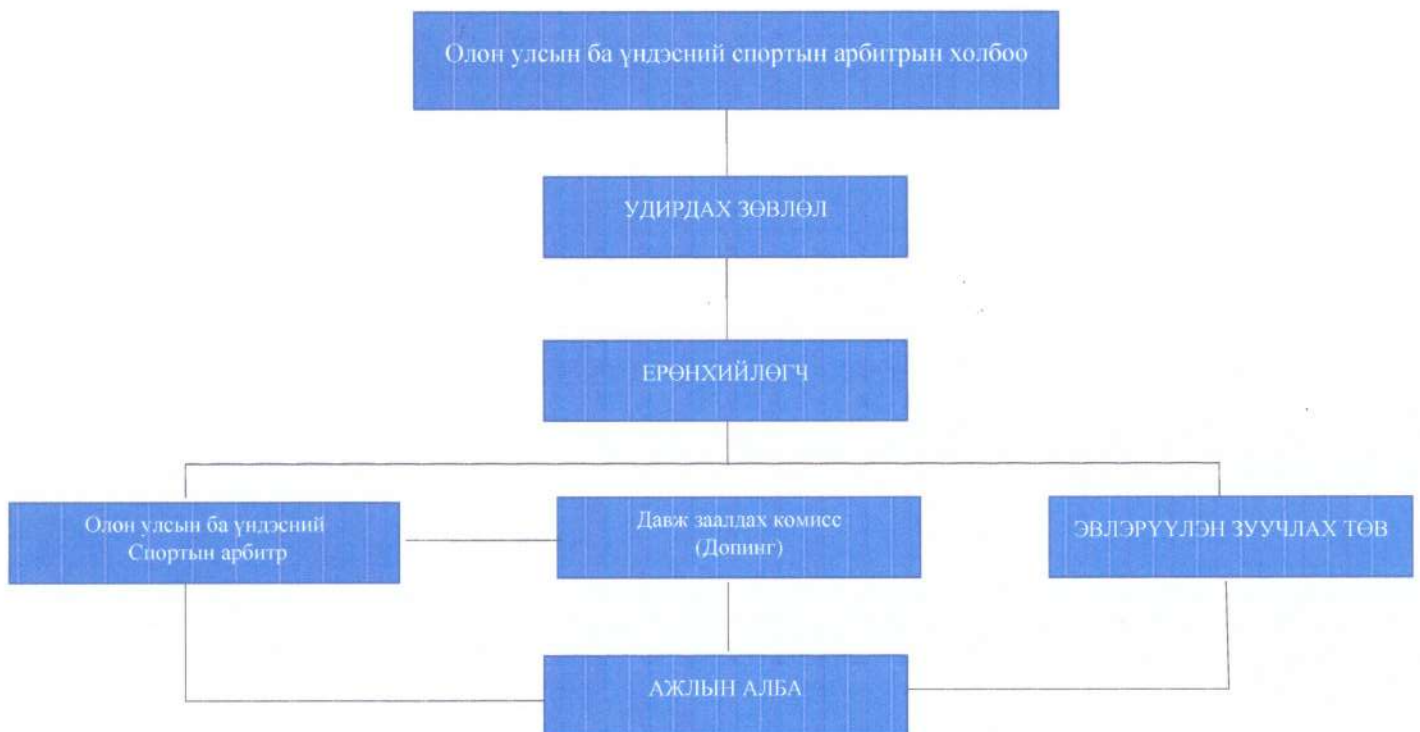 Олон улсын ба үндэсний спортын арбитрын холбоо
УДИРДАХ ЗӨВЛӨЛ
ЕРӨНХИЙЛӨГЧ
Олон улсын ба үндэсний
Спортын арбитр
Давж заалдах комисс
(Допинг)
ЭВЛЭРҮҮЛЭН ЗУУЧЛАХ ТӨВ
АЖЛЫН АЛБА